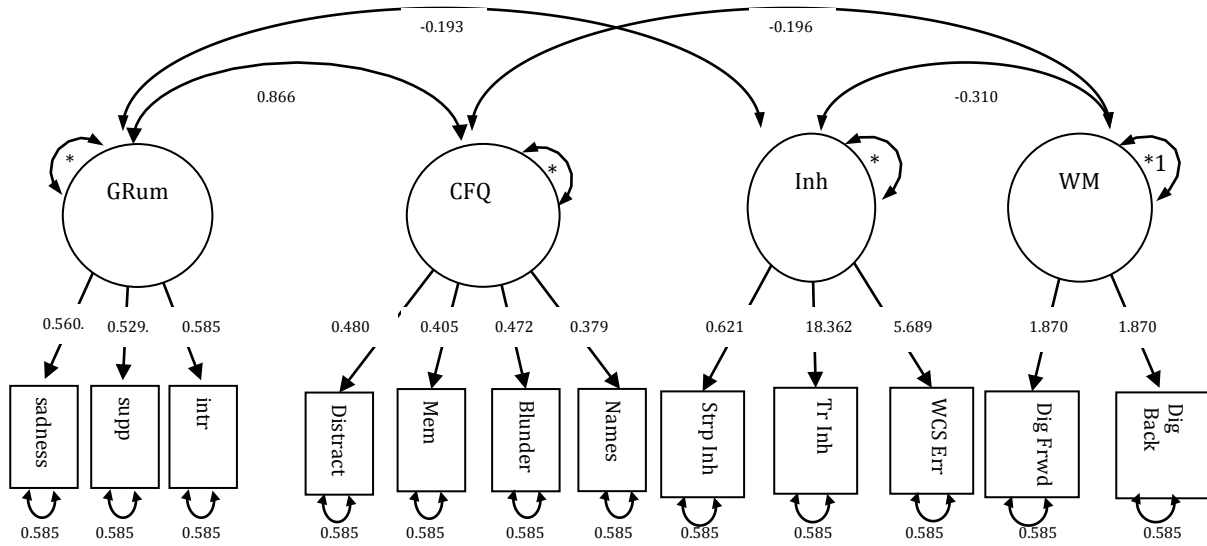 -0.193
-0.196
0.866
-0.310
*
*
*
*1
GRum
CFQ
Inh
WM
0.560.
0.529.
0.585
0.480
0.405
0.472
0.379
0.621
18.362
5.689
1.870
1.870
sadness
supp
intr
Distract
Mem
Blunder
Names
Strp Inh
Tr Inh
WCS Err
Dig Frwd
Dig
Back
0.585
0.585
0.585
0.585
0.585
0.585
0.585
0.585
0.585
0.585
0.585
0.585